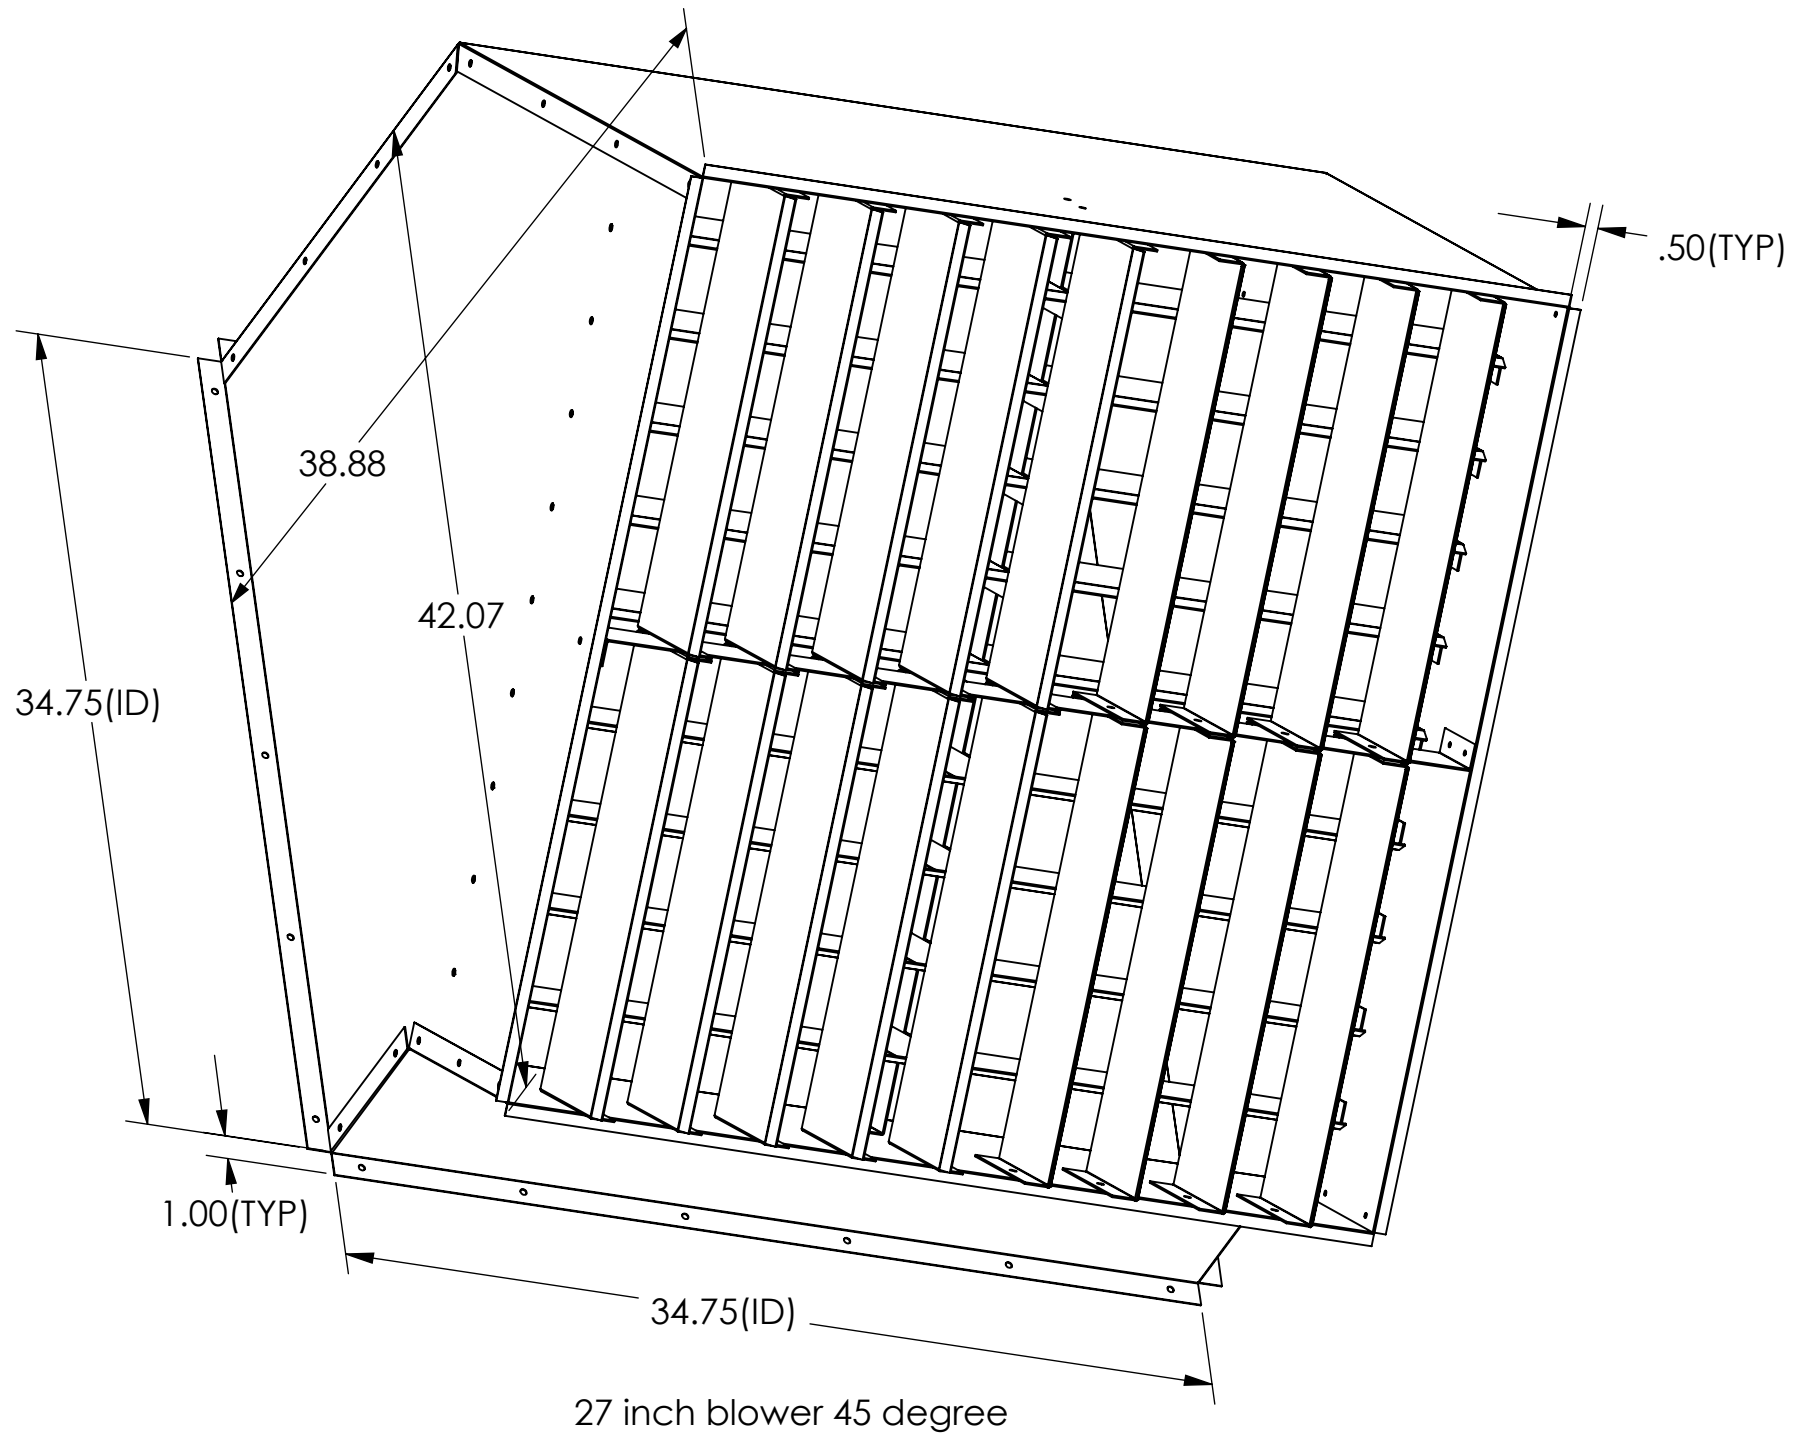 .50(TYP)
38.88
42.07
34.75(ID)
1.00(TYP)
34.75(ID)
27 inch blower 45 degree